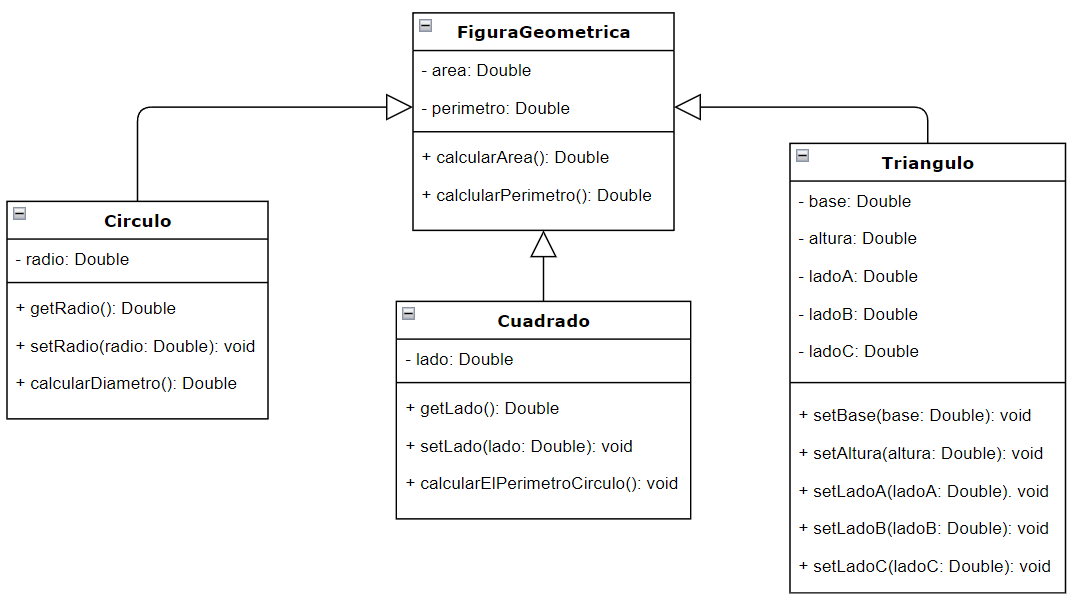 FiguraGeometrica
- area: Double
- perimetro: Double
+ calcularArea(): Double
+ calclularPerimetro(): Double
Circulo
- radio: Double
+ getRadio(): Double
+ setRadio(radio: Double): void
+ calcularDiametro(): Double
Cuadrado
- lado: Double
+ getLado(): Double
+ setLado(lado: Double): void
+ calcularElPerimetroCirculo(): void
Triangulo
- base: Double
- altura: Double
- ladoA: Double
- ladoB: Double
- ladoC: Double
+ setBase(base: Double): void
+ setAltura(altura: Double): void
+ setLadoA(ladoA: Double). void
+ setLadoB(ladoB: Double): void
+ setLadoC(ladoC: Double): void